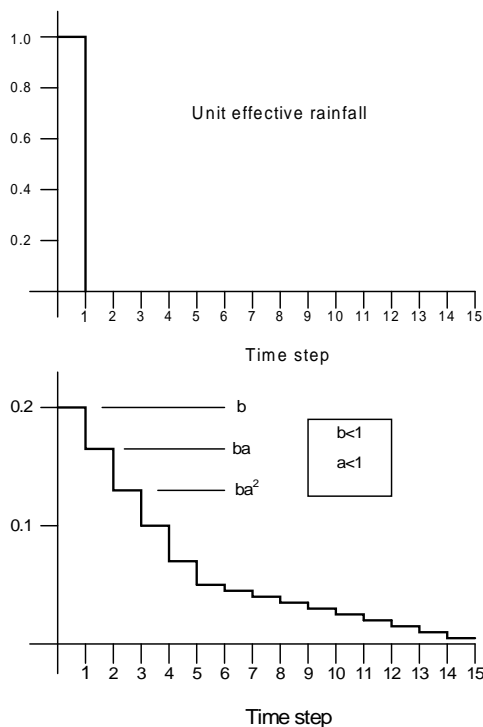 1.0
0.8
Unit effective rainfall
0.6
0.4
0.2
1 2 3 4 5 6 7 8 9 10 11 12 13 14 15
Time step
0.2
b
b<1
ba
a<1
ba²
0.1
1 2 3 4 5 6 7 8 9 10 11 12 13 14 15
Time step